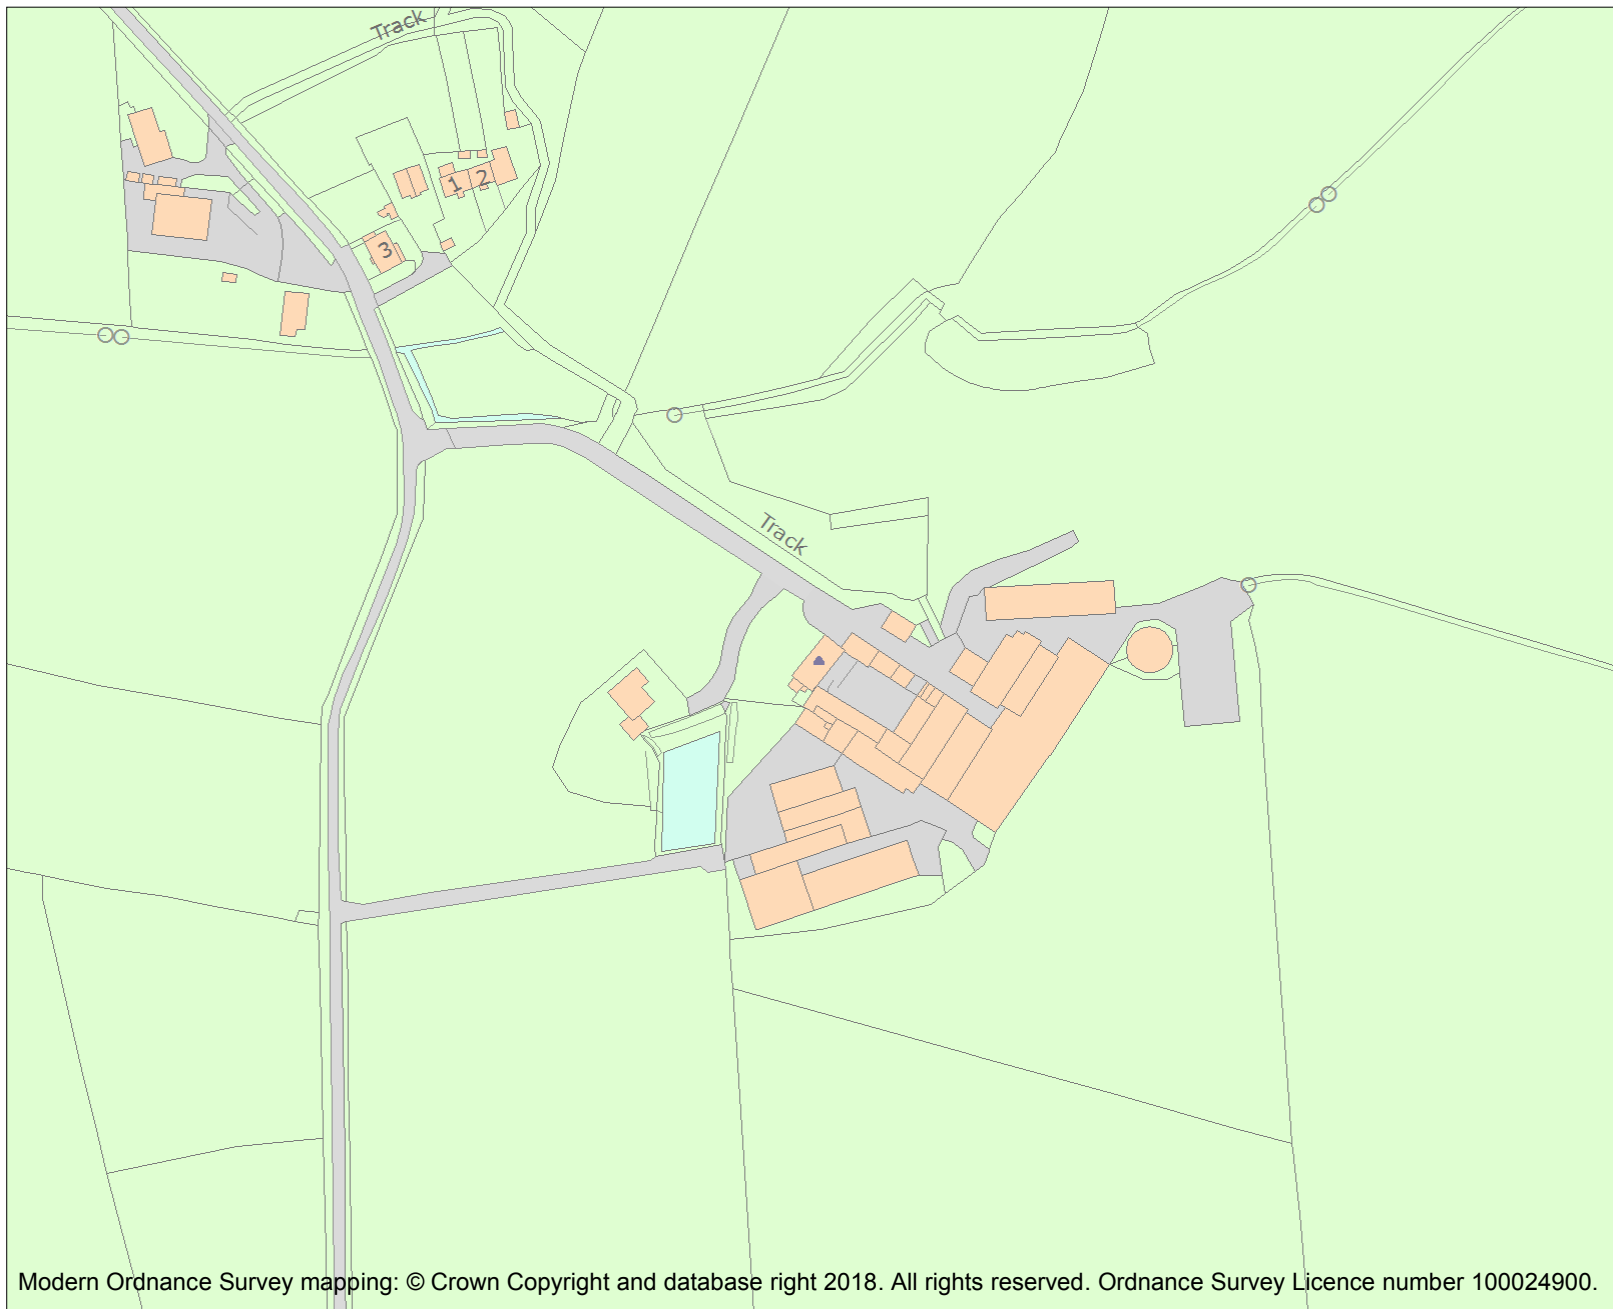 Track
1
2
3
Track
Modern Ordnance Survey mapping: © Crown Copyright and database right 2018. All rights reserved. Ordnance Survey Licence number 100024900.